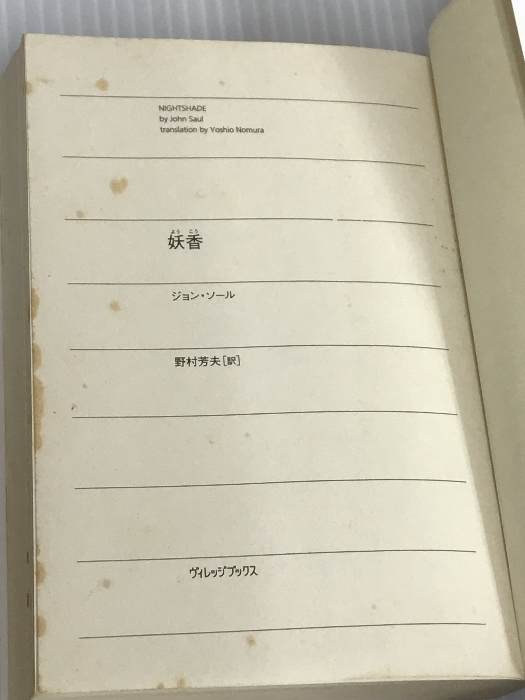 NIGHTSHADE
by John Saul
translation by Yoshio Nomura
よう こう
妖香
ジョン・ソール
野村芳夫[訳]
ヴィレッジブックス